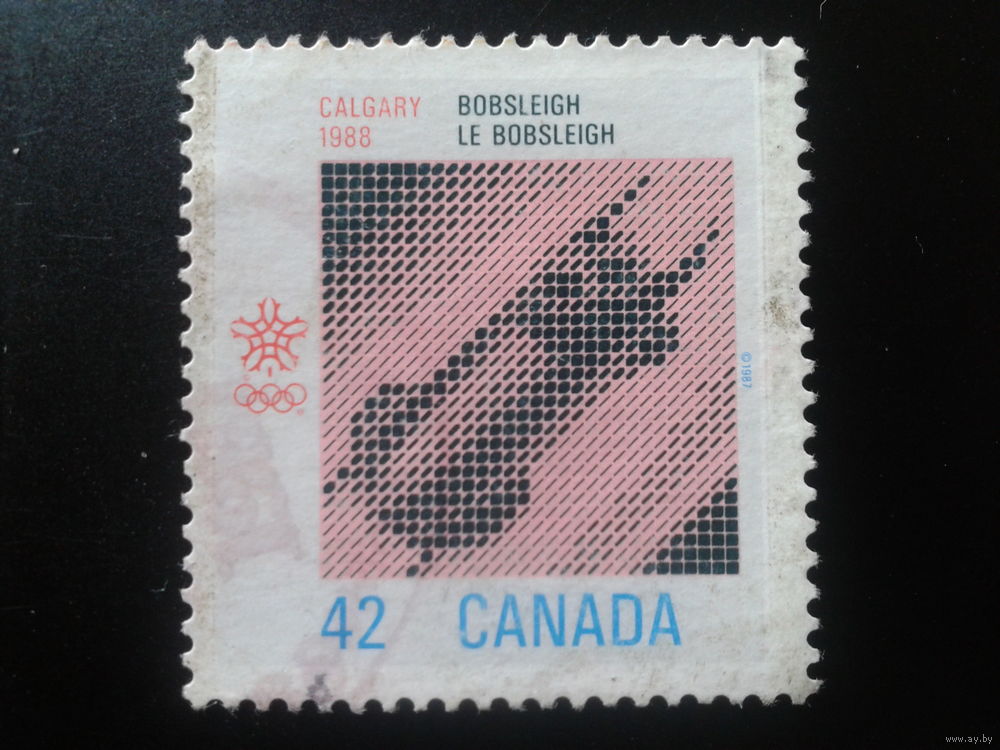 CALGARY BOBSLEIGH
1988 LE BOBSLEIGH
©1987
42 CANADA
www.ay.by